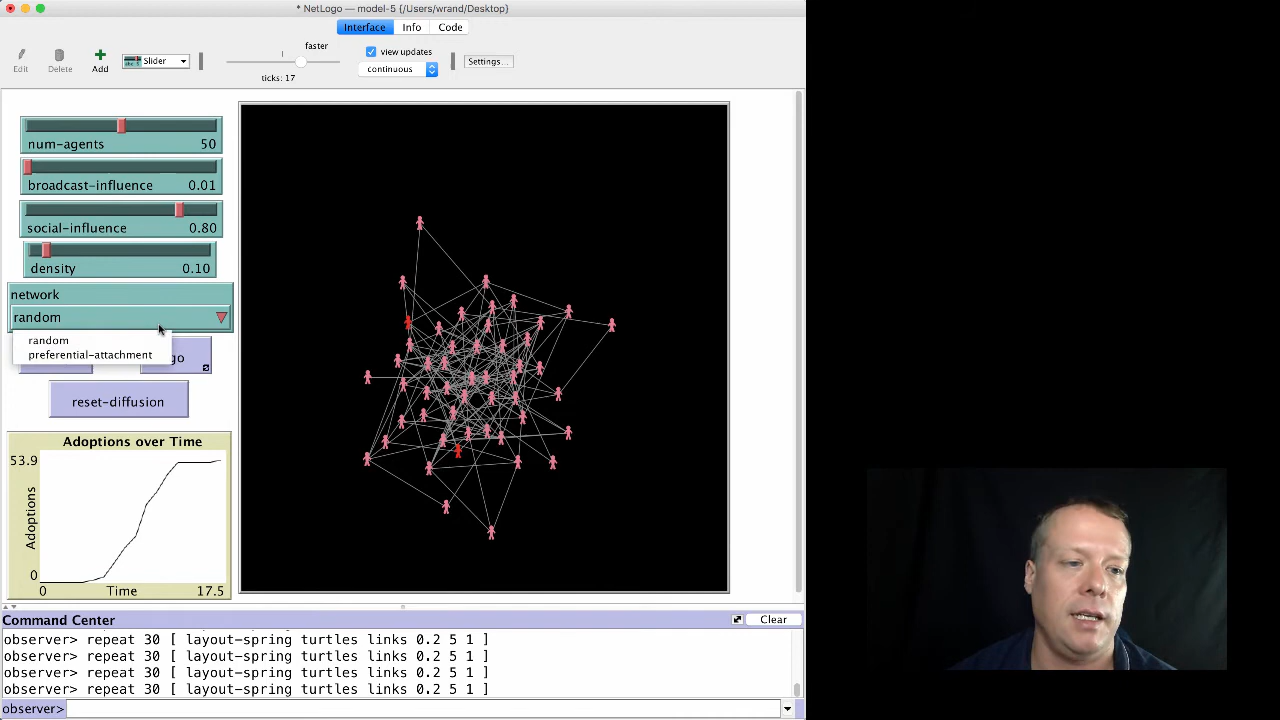 * NetLogo — model-5 {/Users/wrand/Desktop}
Interface Info Code
Edit Delete Add Slider faster view updates
continuous Settings...
ticks: 17
num-agents 50
broadcast-influence 0.01
social-influence 0.80
density 0.10
network
random
random
preferential-attachment
go
reset-diffusion
Adoptions over Time
53.9
Adoptions
0
0 Time 17.5
Command Center Clear
observer> repeat 30 [ layout-spring turtles links 0.2 5 1 ]
observer> repeat 30 [ layout-spring turtles links 0.2 5 1 ]
observer> repeat 30 [ layout-spring turtles links 0.2 5 1 ]
observer> repeat 30 [ layout-spring turtles links 0.2 5 1 ]
observer>